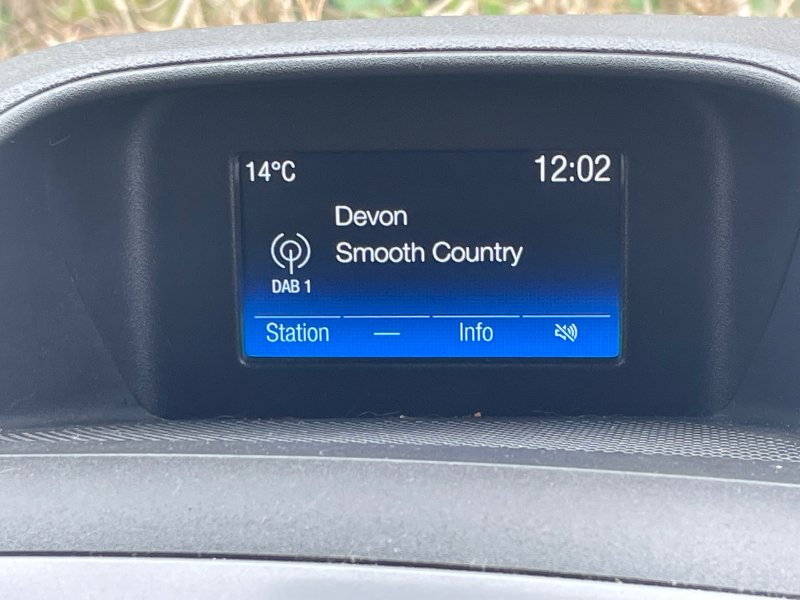 14°C 12:02
Devon
Smooth Country
DAB 1
Station — Info